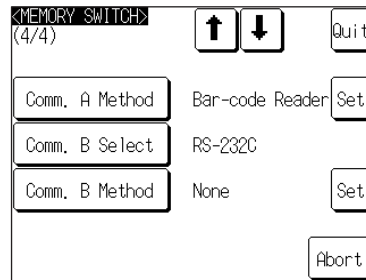 <MEMORY SWITCH>
(4/4) Quit
Comm. A Method Bar-code Reader Set
Comm. B Select RS-232C
Comm. B Method None Set
Abort